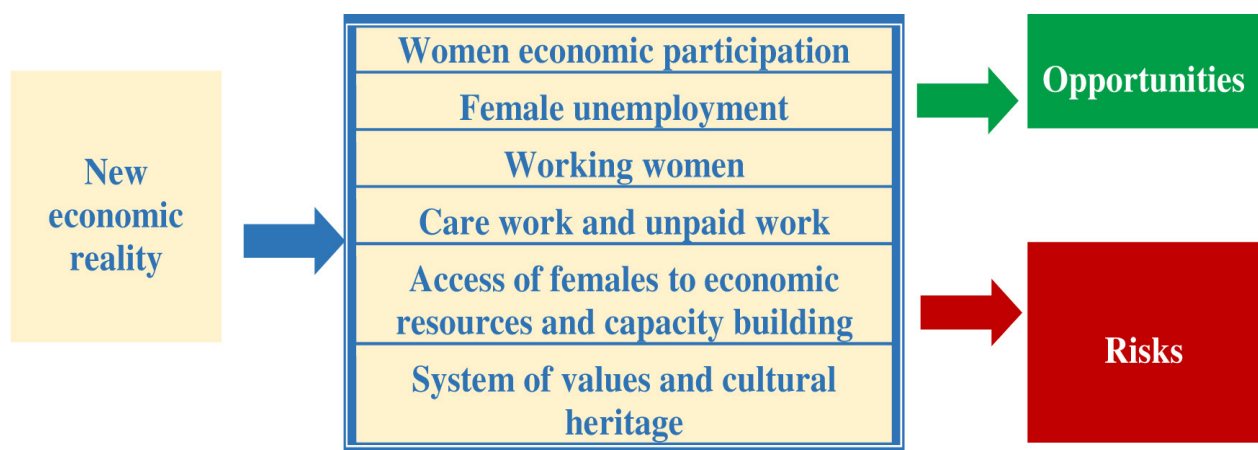 New
economic
reality
Women economic participation
Female unemployment
Working women
Care work and unpaid work
Access of females to economic
resources and capacity building
System of values and cultural
heritage
Opportunities
Risks